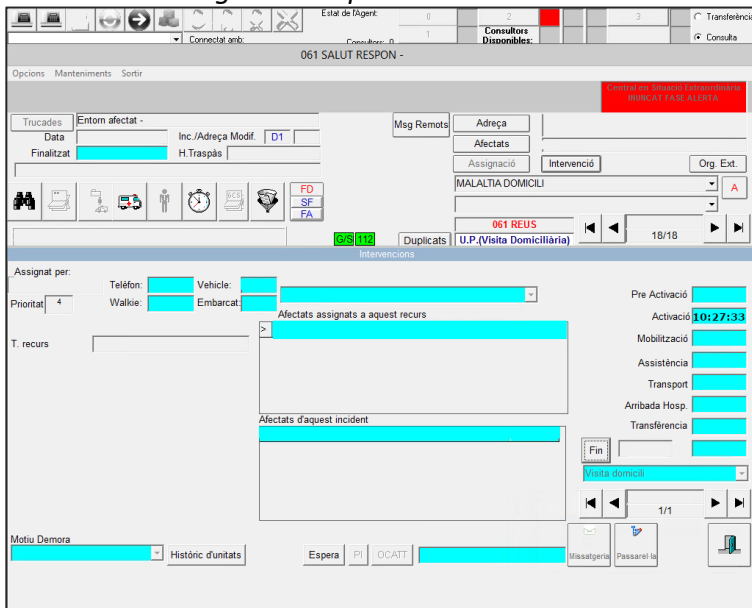 Estat de l'Agent: 0 2 3 Transferència
Connectat amb: Consultors: 0 1 Consultors Disponibles: Consulta
061 SALUT RESPON -
Opcions Manteniments Sortir
Central en Situació Extraordinària
INUNCAT FASE ALERTA
Trucades Entorn afectat - Msg Remots Adreça
Data Inc./Adreça Modif. D1 Afectats
Finalitzat H.Traspàs Assignació Intervenció Org. Ext.
MALALTIA DOMICILI A
FD
SF
FA
061 REUS
G/S 112 Duplicats U.P.(Visita Domiciliària) 18/18
Intervencions
Assignat per:
Telèfon: Vehicle: Pre Activació
Prioritat 4 Walkie: Embarcat:
Afectats assignats a aquest recurs Activació 10:27:33
>
T. recurs Mobilització
Assistència
Transport
Arribada Hosp.
Afectats d'aquest incident Transfèrencia
Fin
Visita domicili
1/1
Motiu Demora
Històric d'unitats Espera PI OCATT Missatgeria Passarel·la